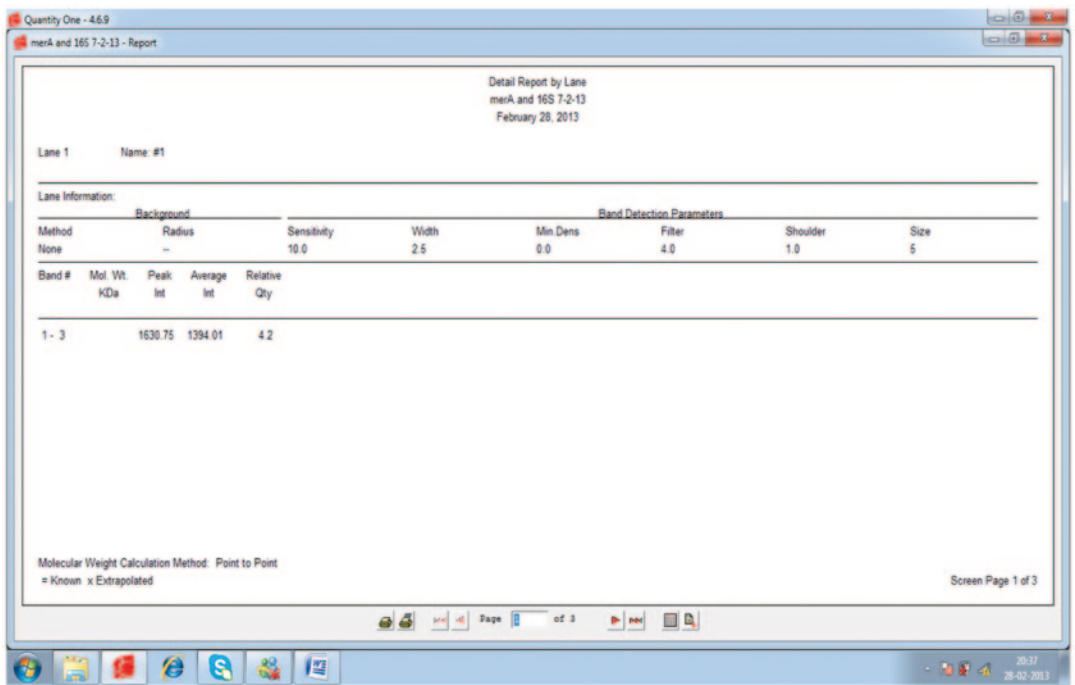 Quantity One - 4.6.9
merA and 16S 7-2-13 - Report
Detail Report by Lane
merA and 16S 7-2-13
February 28, 2013
Lane 1 Name: #1
Lane Information:
Background Band Detection Parameters
Method Radius Sensitivity Width Min.Dens Filter Shoulder Size
None -- 10.0 2.5 0.0 4.0 1.0 5
Band # Mol. Wt. Peak Average Relative
KDa Int Int Qty
1 - 3 1630.75 1394.01 4.2
Molecular Weight Calculation Method: Point to Point
= Known x Extrapolated
Screen Page 1 of 3
Page 1 of 3
20:37
28-02-2013